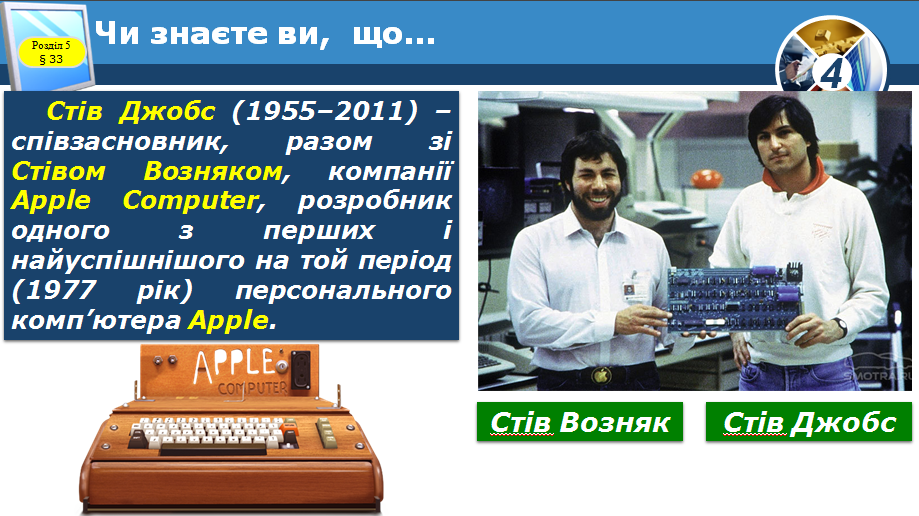 Розділ 5
§ 33
Чи знаєте ви, що...
4
Стів Джобс (1955–2011) –
співзасновник, разом зі
Стівом Возняком, компанії
Apple Computer, розробник
одного з перших і
найуспішнішого на той період
(1977 рік) персонального
комп’ютера Apple.
APPLE
COMPUTER
SMOTRA.RU
Стів Возняк
Стів Джобс